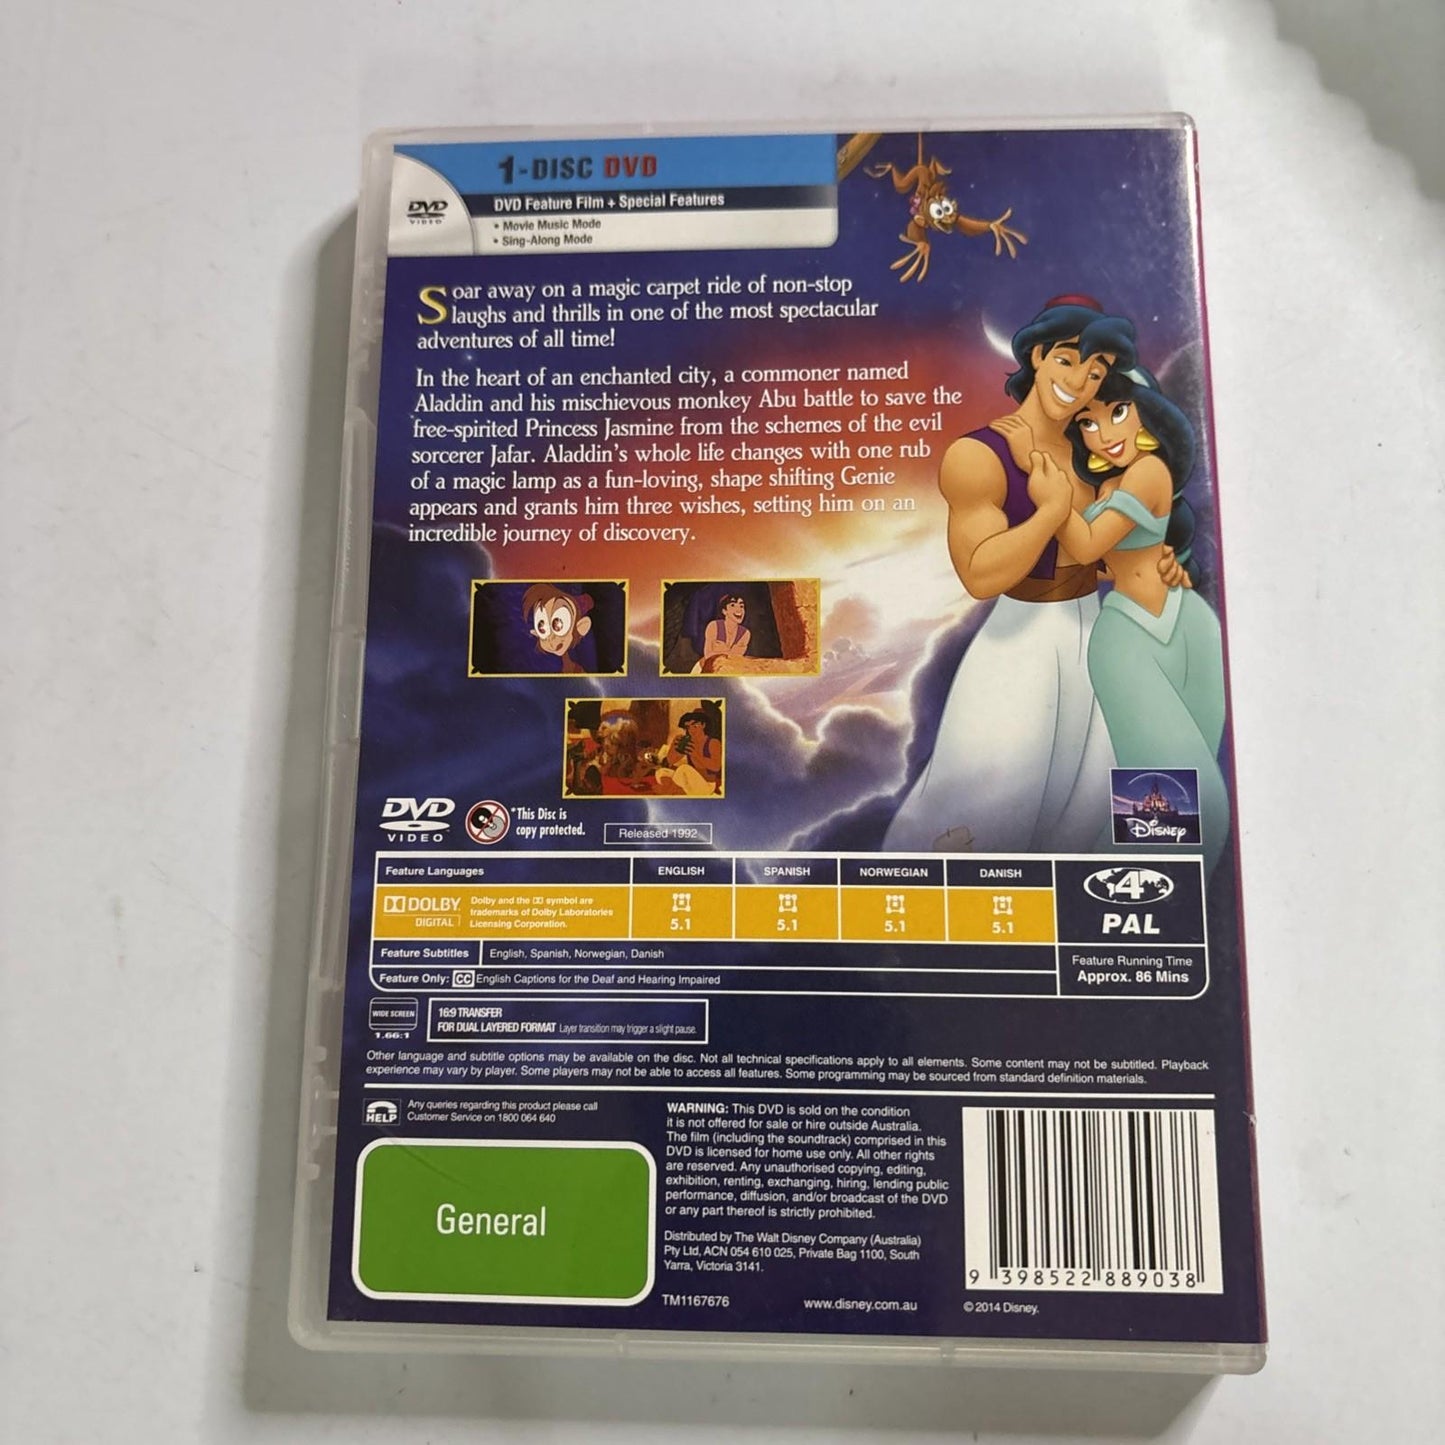 1-DISC DVD
DVD VIDEO
DVD Feature Film + Special Features
• Movie Music Mode
• Sing-Along Mode
Soar away on a magic carpet ride of non-stop
laughs and thrills in one of the most spectacular
adventures of all time!
In the heart of an enchanted city, a commoner named
Aladdin and his mischievous monkey Abu battle to save the
free-spirited Princess Jasmine from the schemes of the evil
sorcerer Jafar. Aladdin's whole life changes with one rub
of a magic lamp as a fun-loving, shape shifting Genie
appears and grants him three wishes, setting him on an
incredible journey of discovery.
Disney
DVD VIDEO
*This Disc is
copy protected.
Released 1992
Feature Languages ENGLISH SPANISH NORWEGIAN DANISH
DOLBY DIGITAL
Dolby and the DD symbol are
trademarks of Dolby Laboratories
Licensing Corporation.
5.1 5.1 5.1 5.1
4
PAL
Feature Subtitles English, Spanish, Norwegian, Danish
Feature Only: CC English Captions for the Deaf and Hearing Impaired
Feature Running Time
Approx. 86 Mins
WIDE SCREEN
1.66:1
16:9 TRANSFER
FOR DUAL LAYERED FORMAT Layer transition may trigger a slight pause.
Other language and subtitle options may be available on the disc. Not all technical specifications apply to all elements. Some content may not be subtitled. Playback
experience may vary by player. Some players may not be able to access all features. Some programming may be sourced from standard definition materials.
HELP
Any queries regarding this product please call
Customer Service on 1800 064 640
General
WARNING: This DVD is sold on the condition
it is not offered for sale or hire outside Australia.
The film (including the soundtrack) comprised in this
DVD is licensed for home use only. All other rights
are reserved. Any unauthorised copying, editing,
exhibition, renting, exchanging, hiring, lending public
performance, diffusion, and/or broadcast of the DVD
or any part thereof is strictly prohibited.
Distributed by The Walt Disney Company (Australia)
Pty Ltd, ACN 054 610 025, Private Bag 1100, South
Yarra, Victoria 3141.
TM1167676 www.disney.com.au
9 398522 889038
© 2014 Disney.